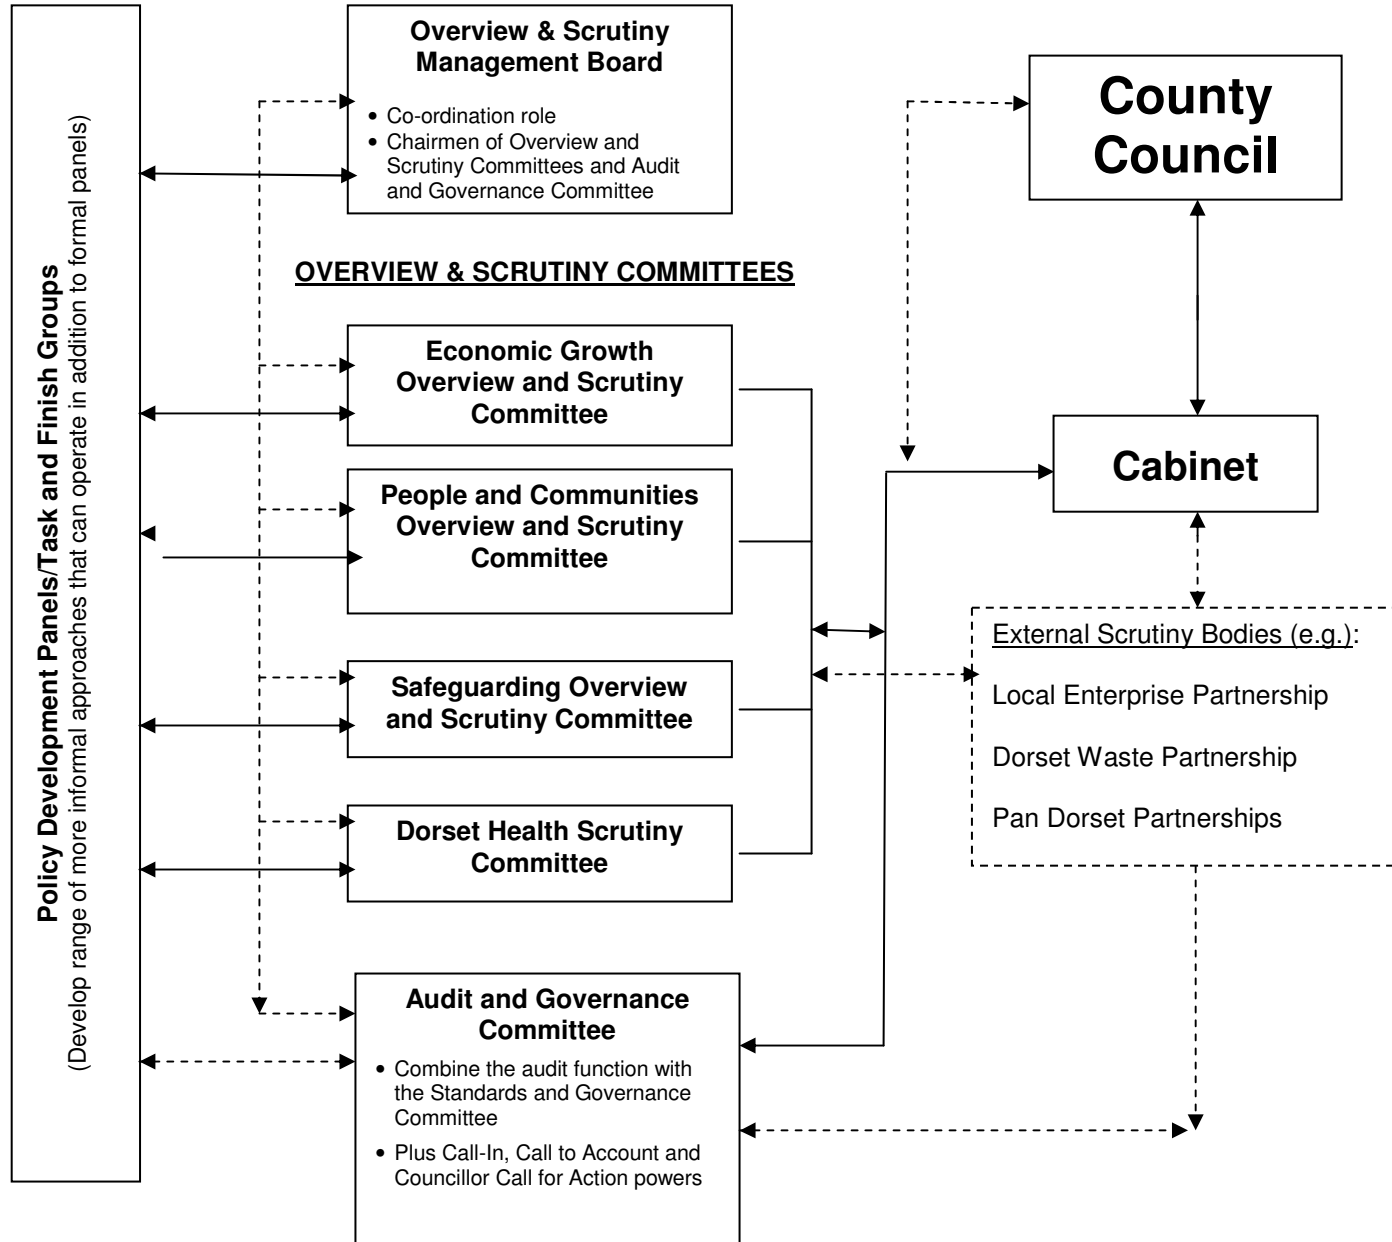 Policy Development Panels/Task and Finish Groups
(Develop range of more informal approaches that can operate in addition to formal panels)
Overview & Scrutiny
Management Board
• Co-ordination role
• Chairmen of Overview and
Scrutiny Committees and Audit
and Governance Committee
County
Council
OVERVIEW & SCRUTINY COMMITTEES
Economic Growth
Overview and Scrutiny
Committee
People and Communities
Overview and Scrutiny
Committee
Safeguarding Overview
and Scrutiny Committee
Dorset Health Scrutiny
Committee
Cabinet
External Scrutiny Bodies (e.g.):
Local Enterprise Partnership
Dorset Waste Partnership
Pan Dorset Partnerships
Audit and Governance
Committee
• Combine the audit function with
the Standards and Governance
Committee
• Plus Call-In, Call to Account and
Councillor Call for Action powers